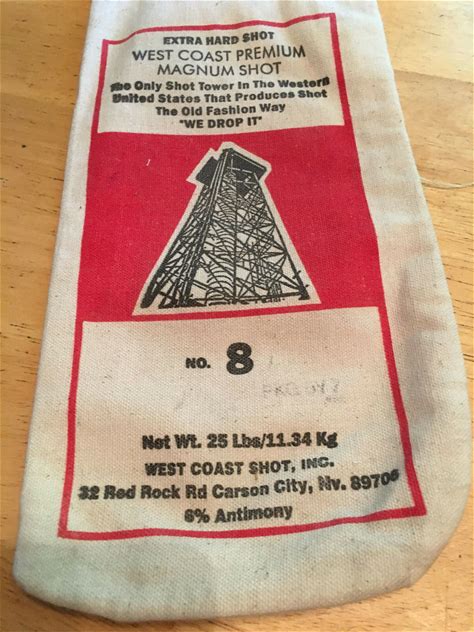 EXTRA HARD SHOT
WEST COAST PREMIUM
MAGNUM SHOT
The Only Shot Tower In The Western
United States That Produces Shot
The Old Fashion Way
"WE DROP IT"
NO. 8
Net Wt. 25 Lbs/11.34 Kg
WEST COAST SHOT, INC.
32 Red Rock Rd Carson City, Nv. 89706
6% Antimony